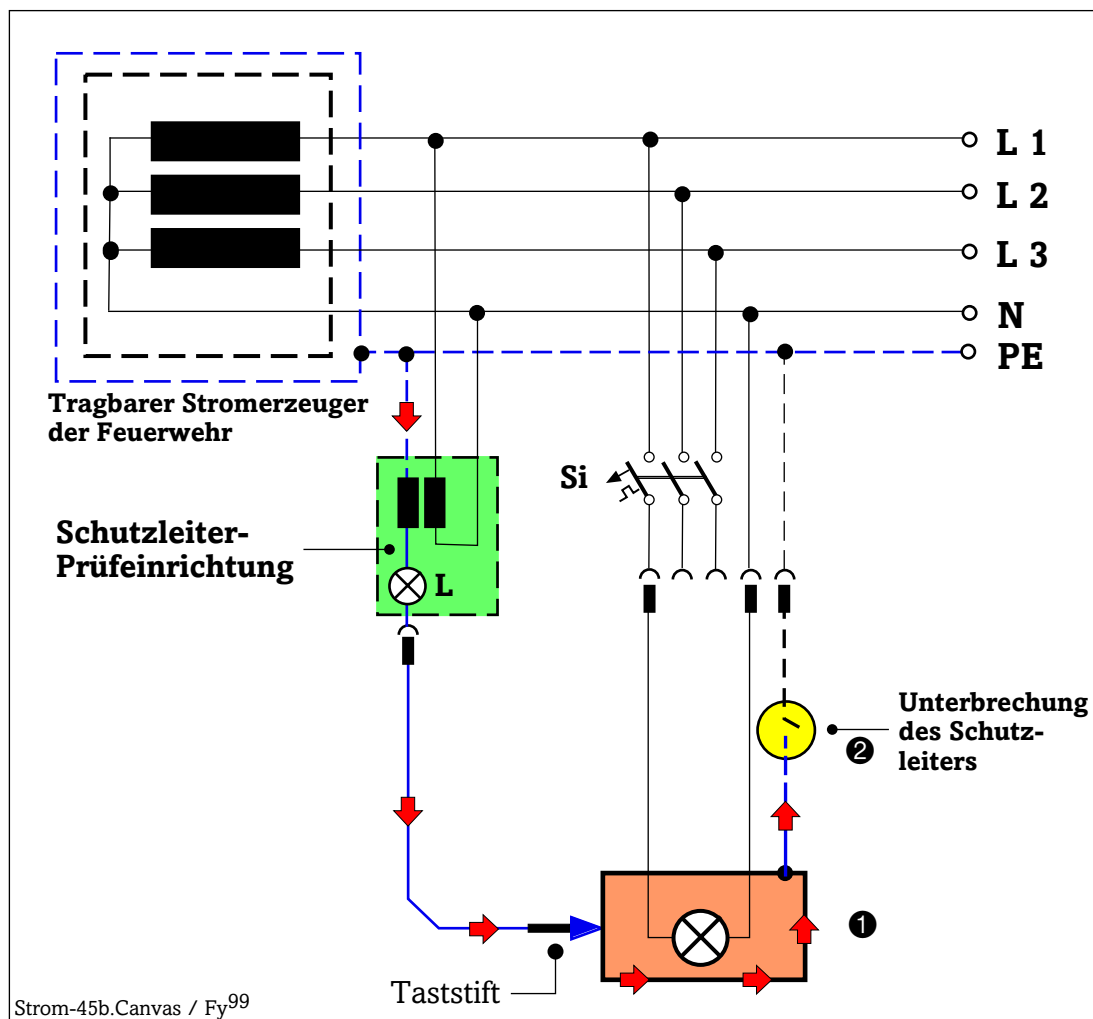 L 1
L 2
L 3
N
PE
Tragbarer Stromerzeuger
der Feuerwehr
Si
Schutzleiter-
Prüfeinrichtung
L
Unterbrechung
des Schutz-
leiters
❷
❶
Taststift
Strom-45b.Canvas / Fy99